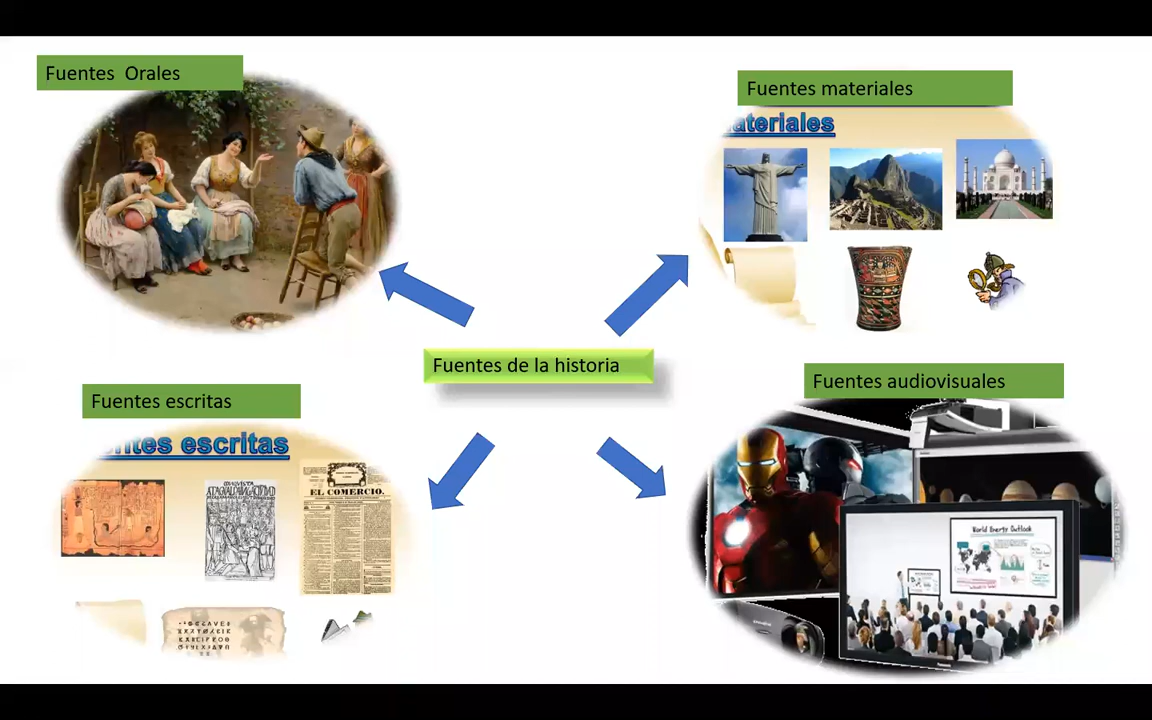 Fuentes Orales
Fuentes materiales
ateriales
Fuentes de la historia
Fuentes audiovisuales
Fuentes escritas
ntes escritas
EL COMERCIO.
World Energy Outlook